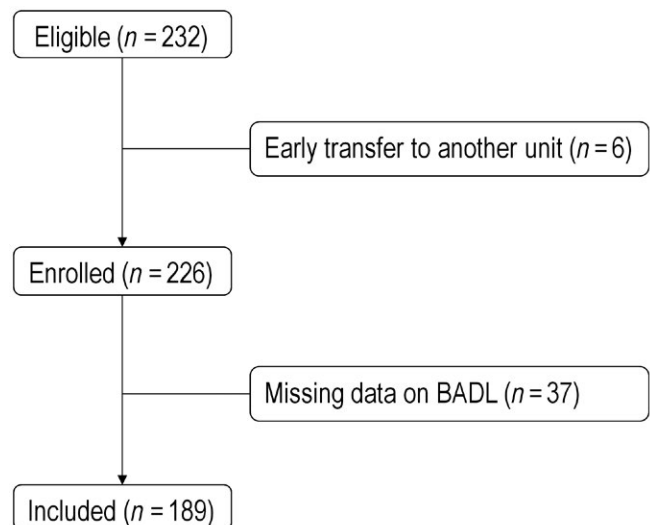 Eligible (n = 232)
Early transfer to another unit (n = 6)
Enrolled (n = 226)
Missing data on BADL (n = 37)
Included (n = 189)